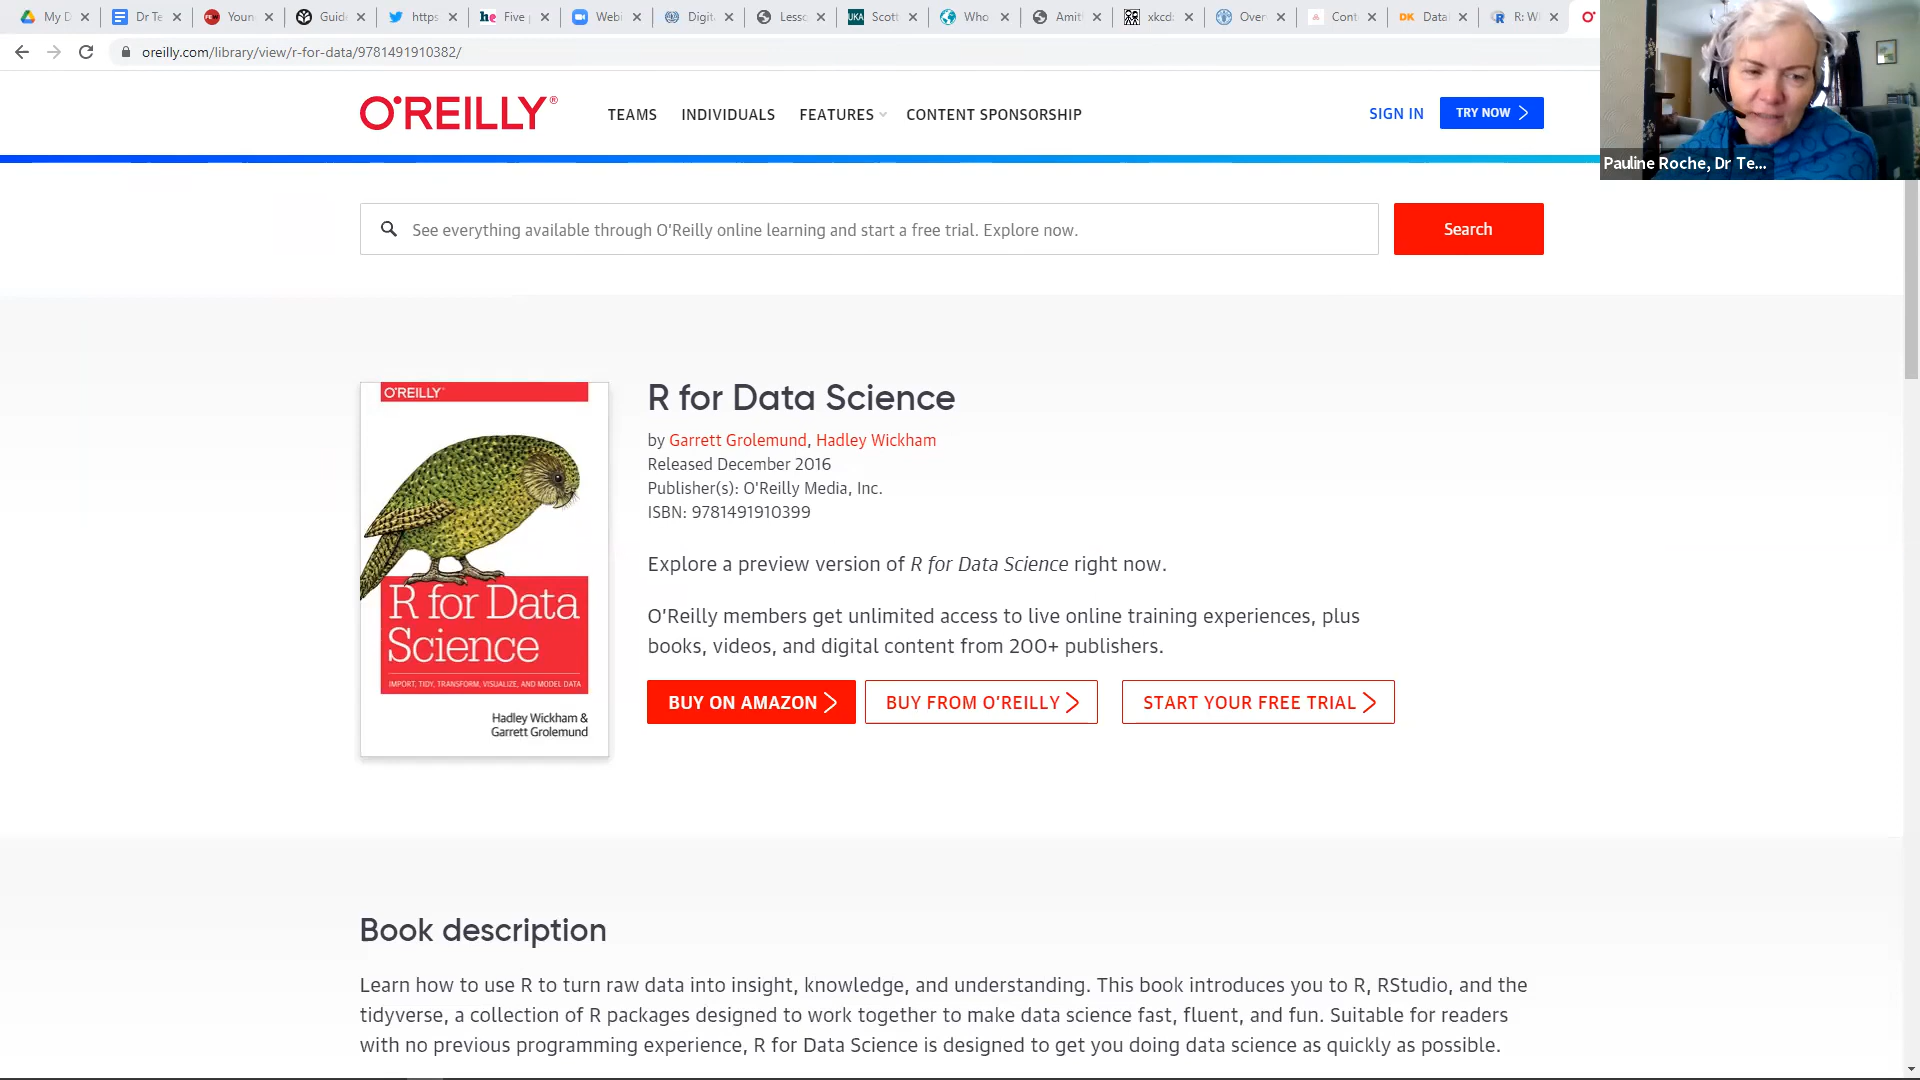 My D
Dr Te
Youn
Guid
https
Five
Webi
Digit
Lesso
UKA Scott
Who
Amit
xkcd:
Over
Cont
DK Data
R: W
oreilly.com/library/view/r-for-data/9781491910382/
O'REILLY®
TEAMS INDIVIDUALS FEATURES CONTENT SPONSORSHIP
SIGN IN TRY NOW
Pauline Roche, Dr Te...
See everything available through O'Reilly online learning and start a free trial. Explore now.
Search
O'REILLY
R for Data
Science
IMPORT, TIDY, TRANSFORM, VISUALIZE, AND MODEL DATA
Hadley Wickham &
Garrett Grolemund
R for Data Science
by Garrett Grolemund, Hadley Wickham
Released December 2016
Publisher(s): O'Reilly Media, Inc.
ISBN: 9781491910399
Explore a preview version of R for Data Science right now.
O'Reilly members get unlimited access to live online training experiences, plus
books, videos, and digital content from 200+ publishers.
BUY ON AMAZON BUY FROM O'REILLY START YOUR FREE TRIAL
Book description
Learn how to use R to turn raw data into insight, knowledge, and understanding. This book introduces you to R, RStudio, and the
tidyverse, a collection of R packages designed to work together to make data science fast, fluent, and fun. Suitable for readers
with no previous programming experience, R for Data Science is designed to get you doing data science as quickly as possible.